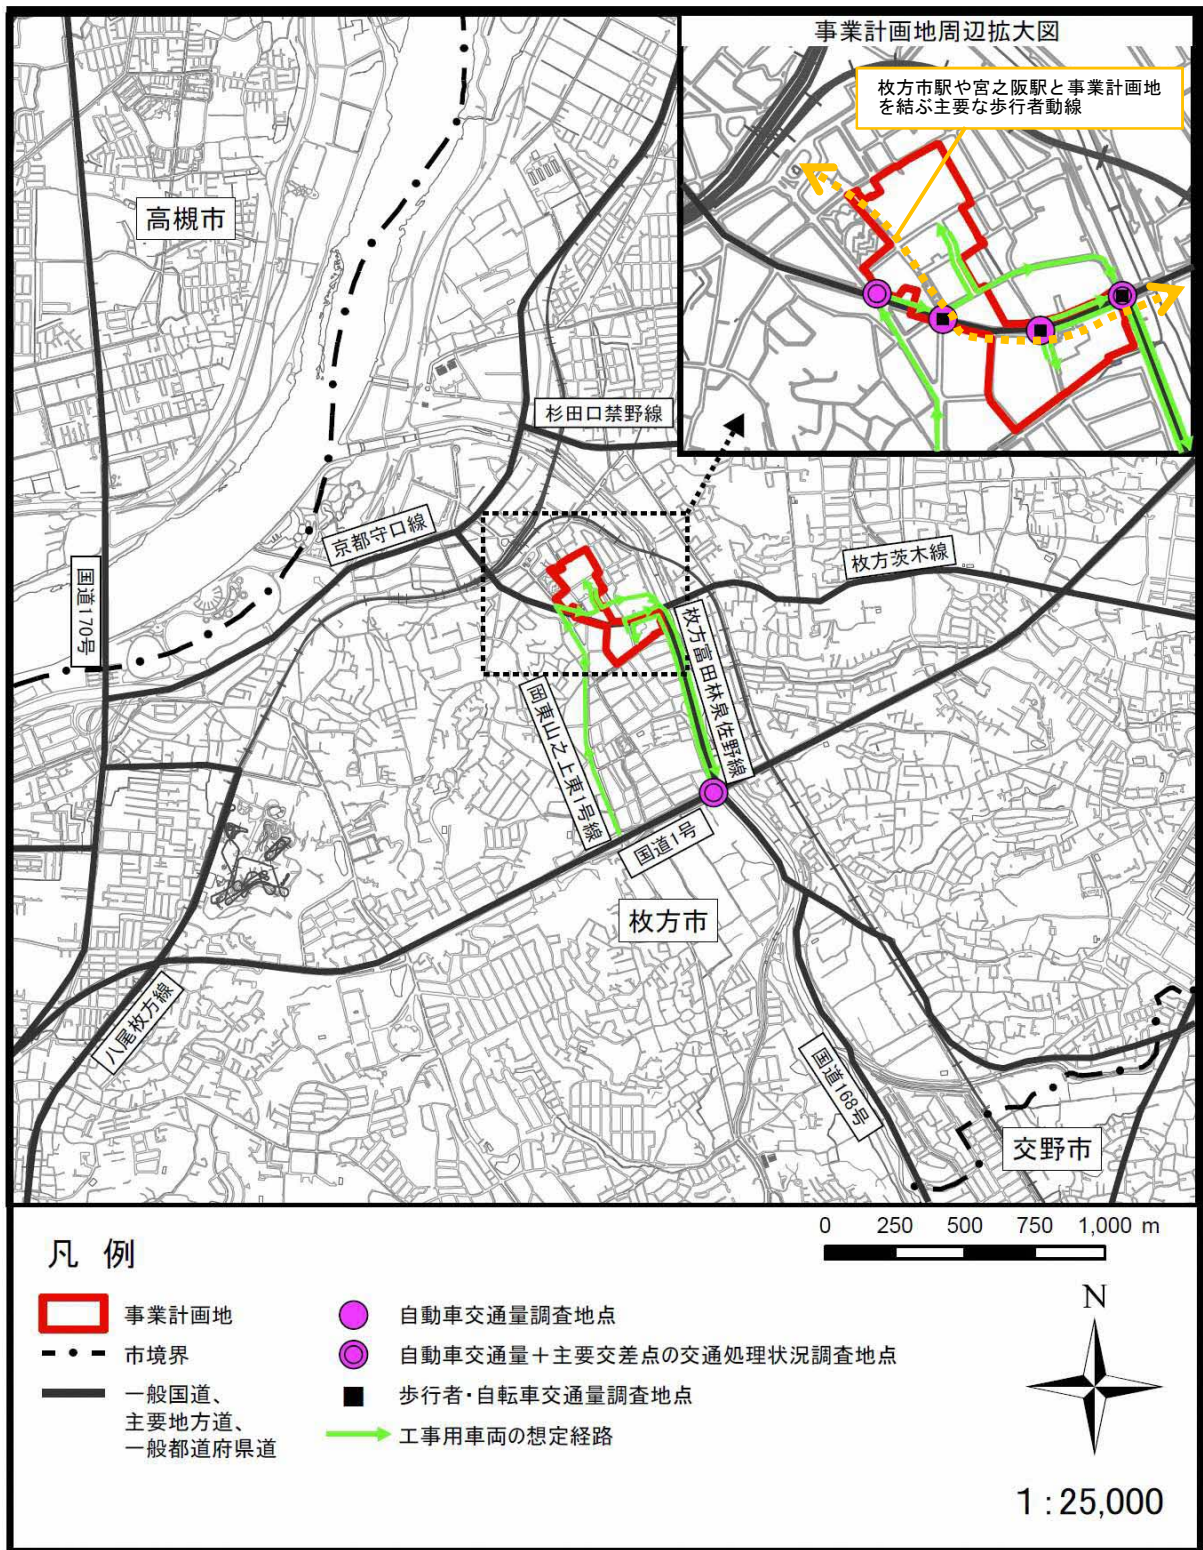 事業計画地周辺拡大図
枚方市駅や宮之阪駅と事業計画地
を結ぶ主要な歩行者動線
高槻市
杉田口禁野線
京都守口線
枚方茨木線
国道170号
枚方富田林泉佐野線
岡東山之上東1号線
国道1号
枚方市
八尾枚方線
国道168号
交野市
0 250 500 750 1,000 m
凡 例
事業計画地
市境界
一般国道、
主要地方道、
一般都道府県道
自動車交通量調査地点
自動車交通量＋主要交差点の交通処理状況調査地点
歩行者・自転車交通量調査地点
工事用車両の想定経路
N
1：25,000